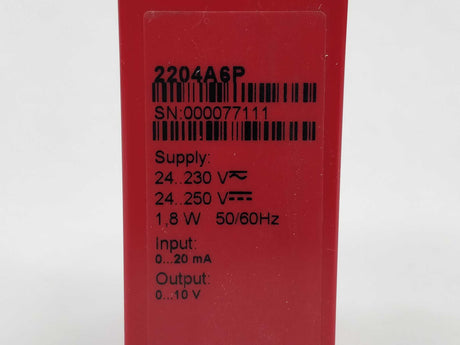 2204A6P
SN:000077111
Supply:
24..230 V≂
24..250 V⎓
1,8 W 50/60Hz
Input:
0...20 mA
Output:
0...10 V